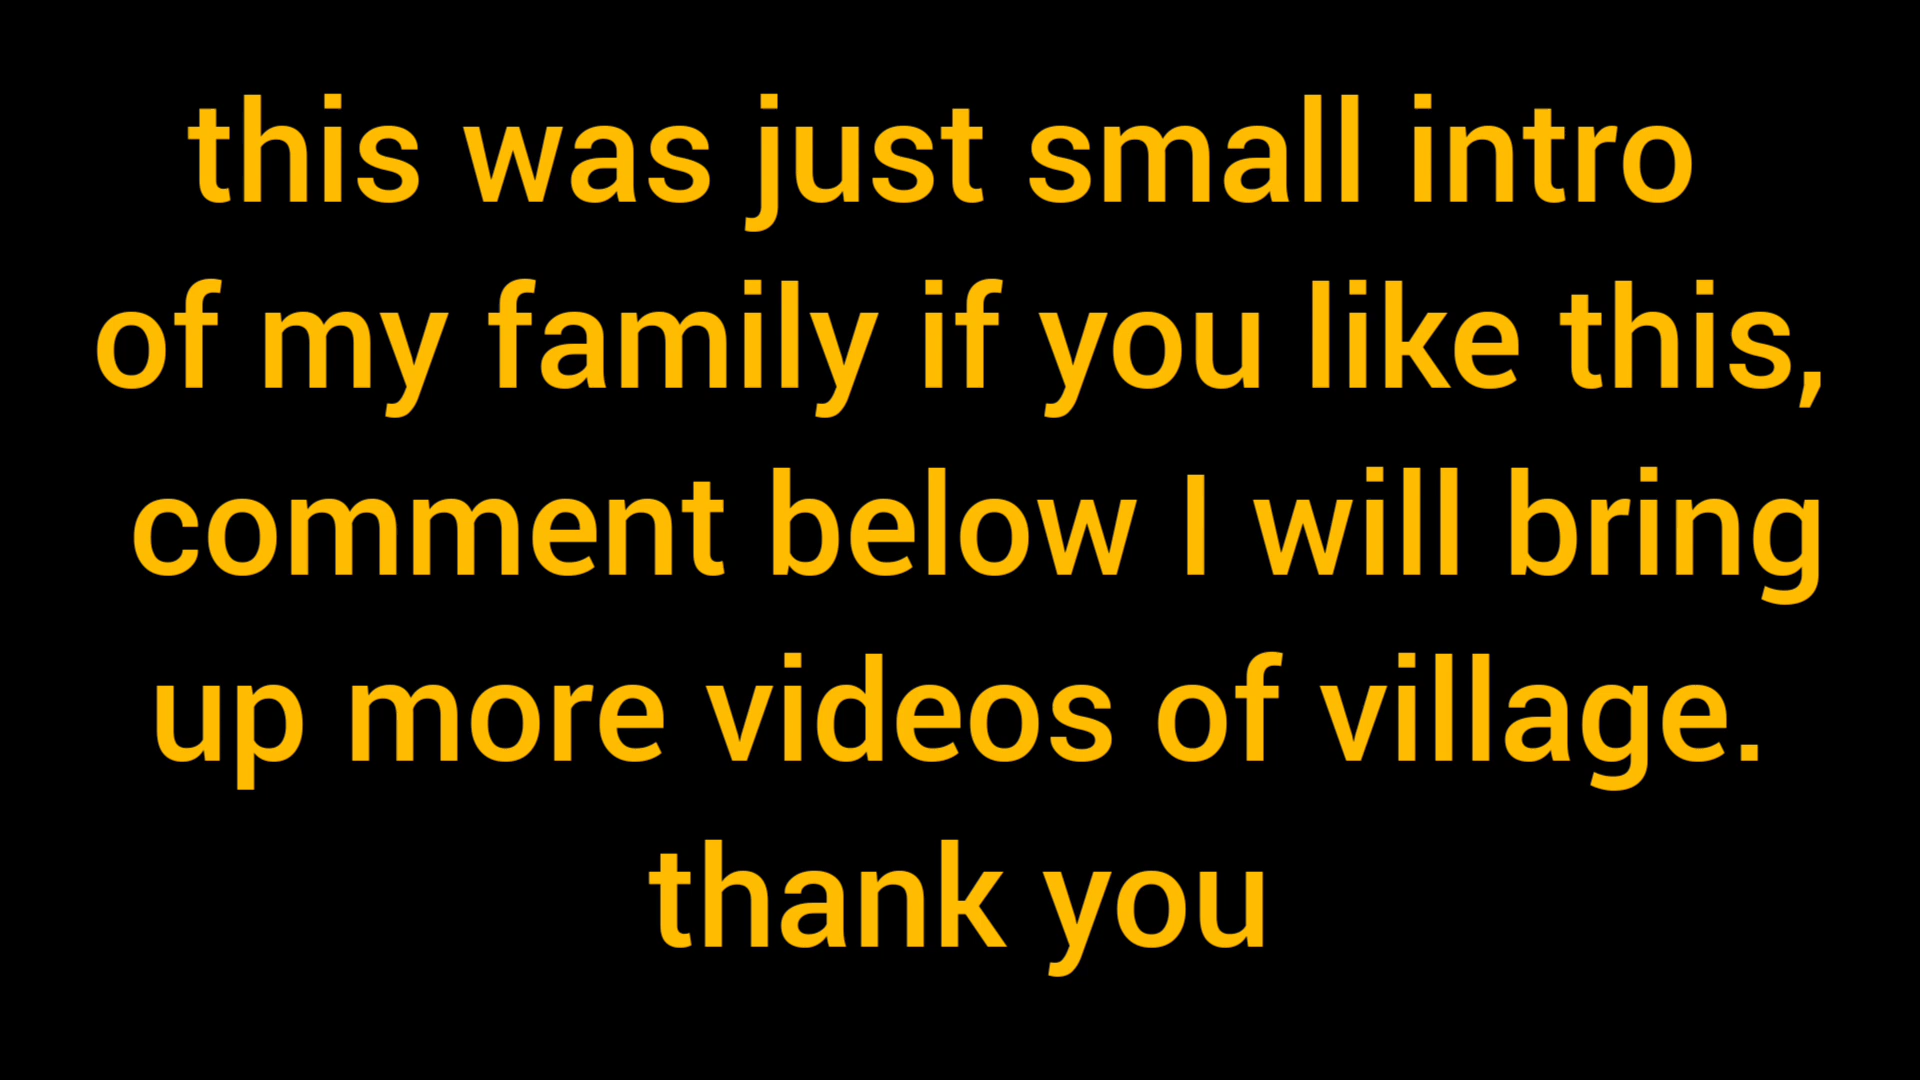 this was just small intro
of my family if you like this,
comment below I will bring
up more videos of village.
thank you